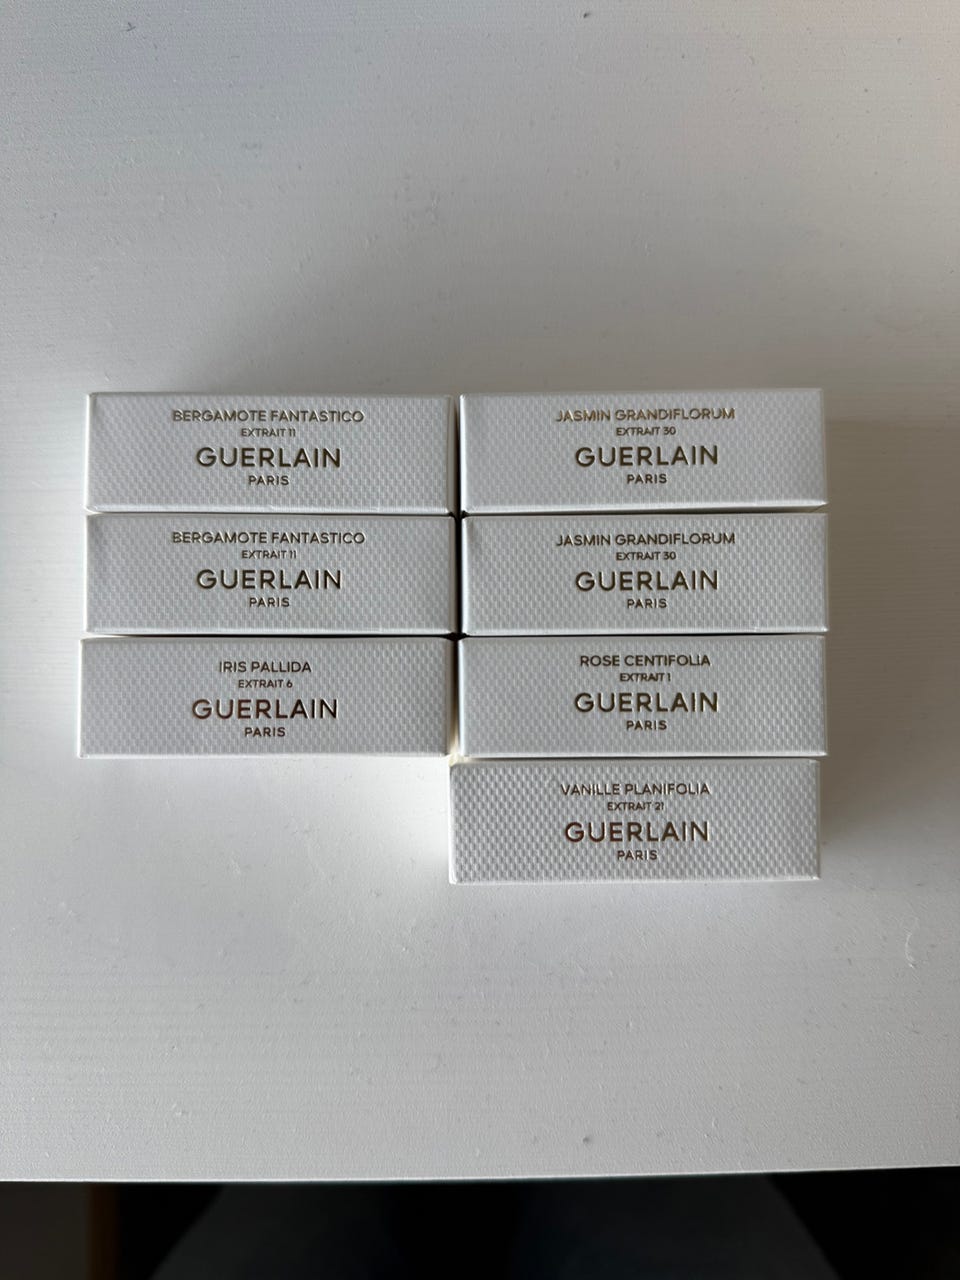 BERGAMOTE FANTASTICO
EXTRAIT 11
GUERLAIN
PARIS
JASMIN GRANDIFLORUM
EXTRAIT 30
GUERLAIN
PARIS
BERGAMOTE FANTASTICO
EXTRAIT 11
GUERLAIN
PARIS
JASMIN GRANDIFLORUM
EXTRAIT 30
GUERLAIN
PARIS
IRIS PALLIDA
EXTRAIT 6
GUERLAIN
PARIS
ROSE CENTIFOLIA
EXTRAIT 1
GUERLAIN
PARIS
VANILLE PLANIFOLIA
EXTRAIT 21
GUERLAIN
PARIS